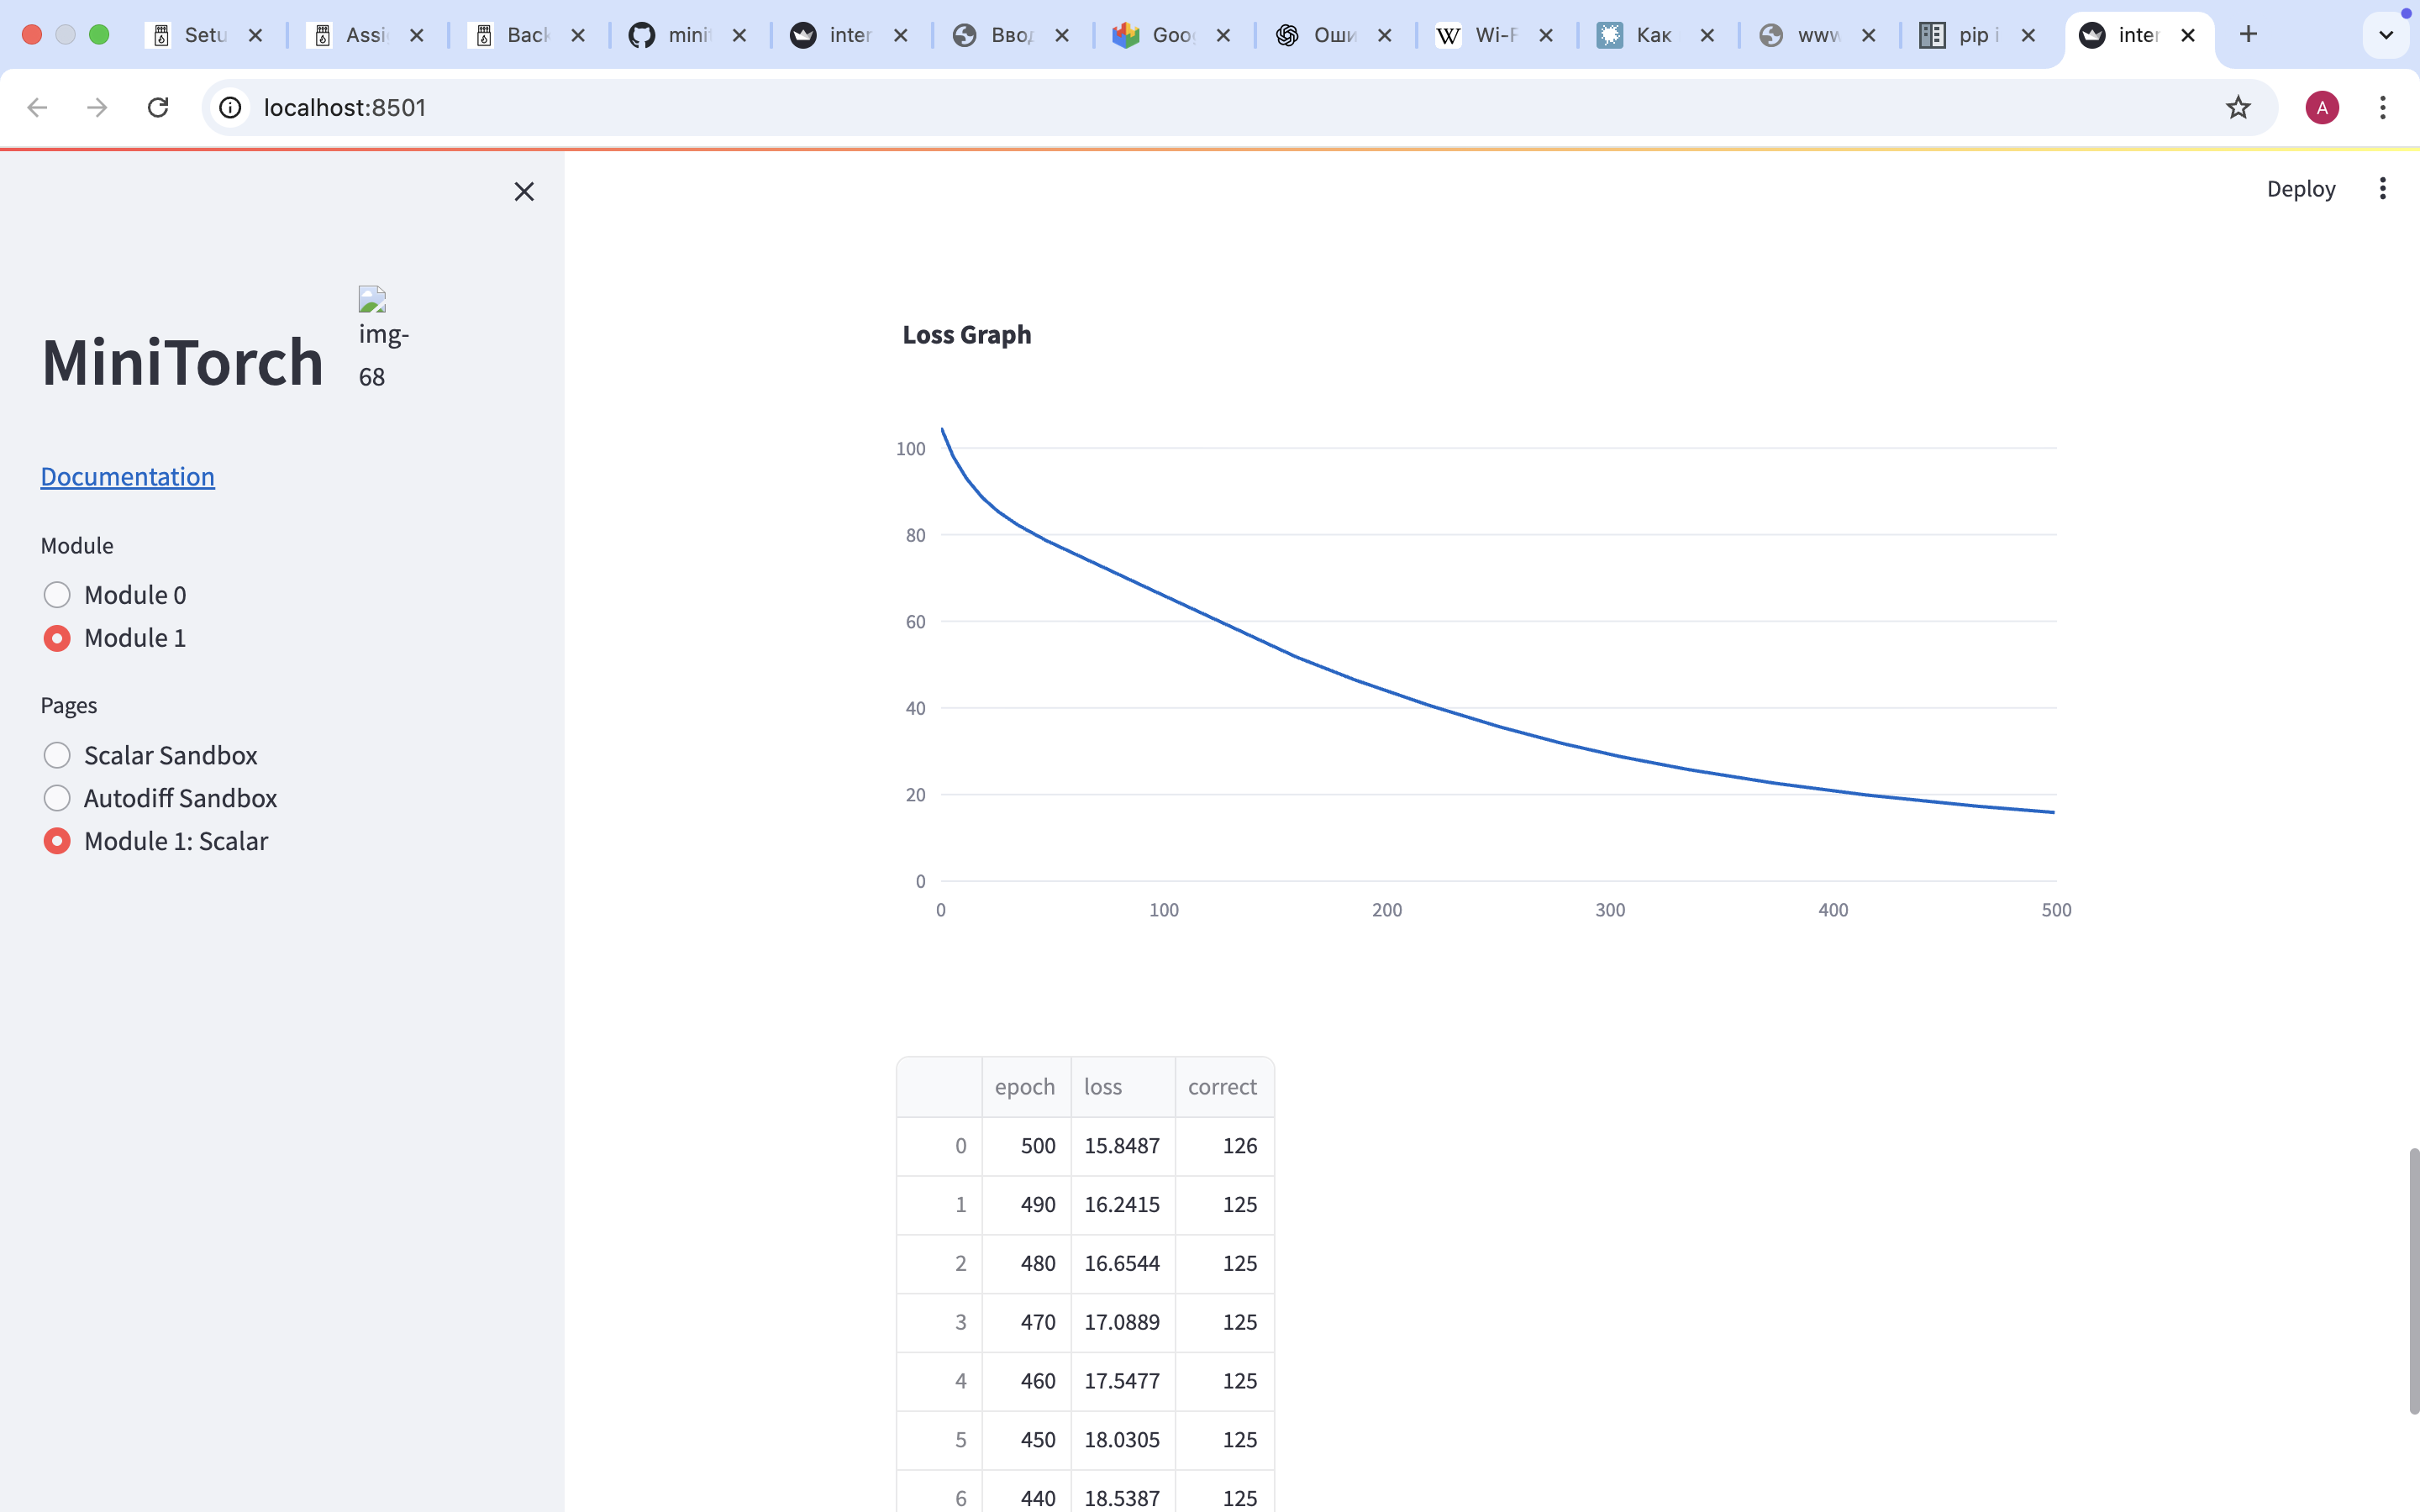 Setu
Assi
Back
mini
inter
Ввод
Goo
Оши
Wi-F
Как
www
pip i
inter
localhost:8501
Deploy
MiniTorch
img-
68
Documentation
Module
Module 0
Module 1
Pages
Scalar Sandbox
Autodiff Sandbox
Module 1: Scalar
Loss Graph
100
80
60
40
20
0
0 100 200 300 400 500
epoch loss correct
0 500 15.8487 126
1 490 16.2415 125
2 480 16.6544 125
3 470 17.0889 125
4 460 17.5477 125
5 450 18.0305 125
6 440 18.5387 125
A